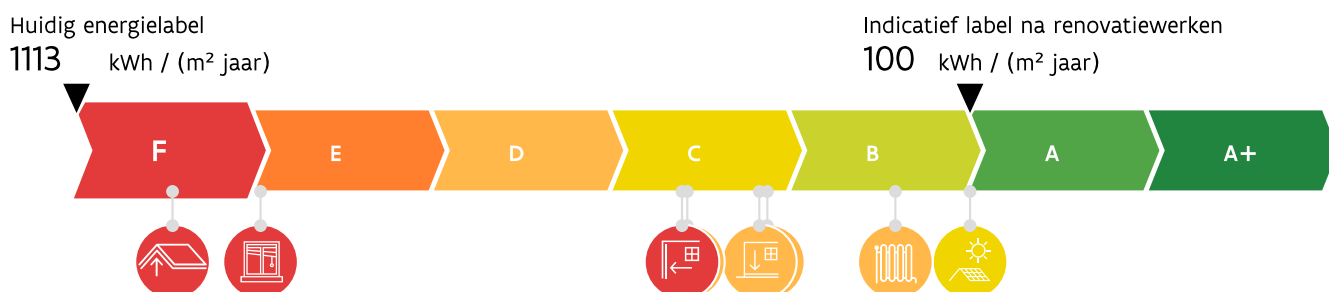 Huidig energielabel
1113 kWh / (m² jaar)
Indicatief label na renovatiewerken
100 kWh / (m² jaar)
F E D C B A A+